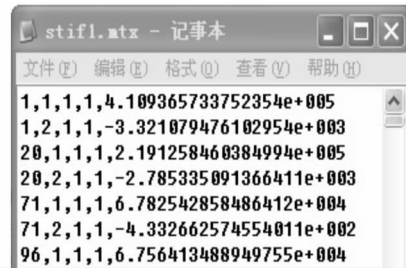 stif1.mtx - 记事本
文件(F) 编辑(E) 格式(O) 查看(V) 帮助(H)
1,1,1,1,4.109365733752354e+005
1,2,1,1,-3.321079476102954e+003
20,1,1,1,2.191258460384994e+005
20,2,1,1,-2.785335091366411e+003
71,1,1,1,6.782542858486412e+004
71,2,1,1,-4.332662574554011e+002
96,1,1,1,6.756413488949755e+004